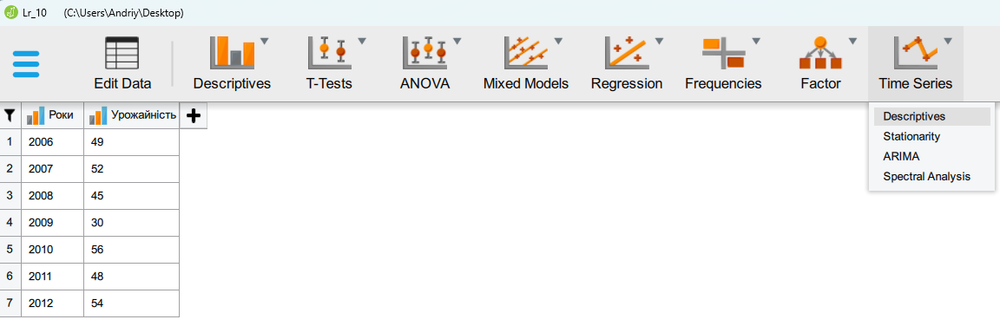 Lr_10 (C:\Users\Andriy\Desktop)
Edit Data Descriptives T-Tests ANOVA Mixed Models Regression Frequencies Factor Time Series
Роки Урожайність
1 2006 49
2 2007 52
3 2008 45
4 2009 30
5 2010 56
6 2011 48
7 2012 54
Descriptives
Stationarity
ARIMA
Spectral Analysis